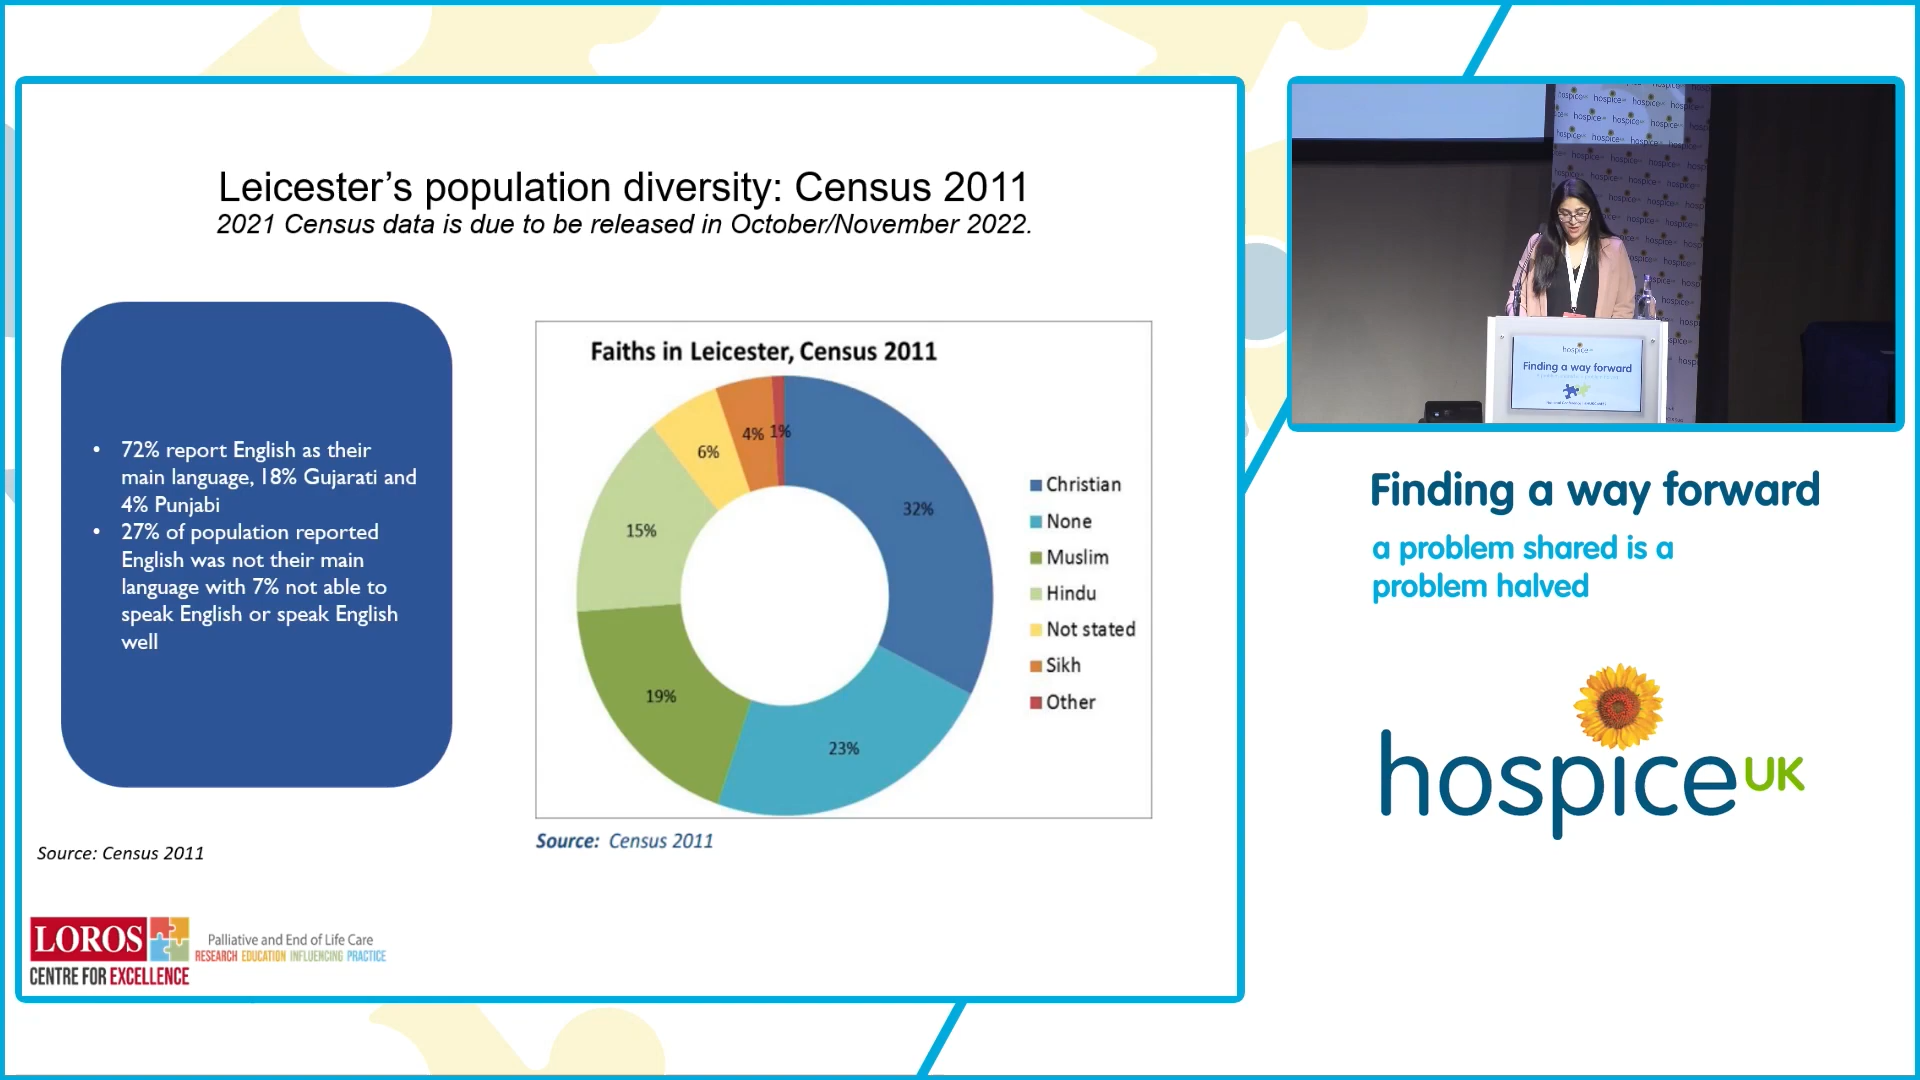 Leicester’s population diversity: Census 2011
2021 Census data is due to be released in October/November 2022.
• 72% report English as their
main language, 18% Gujarati and
4% Punjabi
• 27% of population reported
English was not their main
language with 7% not able to
speak English or speak English
well
Source: Census 2011
Faiths in Leicester, Census 2011
32%
23%
19%
15%
6%
4%
1%
Christian
None
Muslim
Hindu
Not stated
Sikh
Other
Source: Census 2011
LOROS
CENTRE FOR EXCELLENCE
Palliative and End of Life Care
RESEARCH EDUCATION INFLUENCING PRACTICE
hospice UK
Finding a way forward
Finding a way forward
a problem shared is a
problem halved
hospice UK